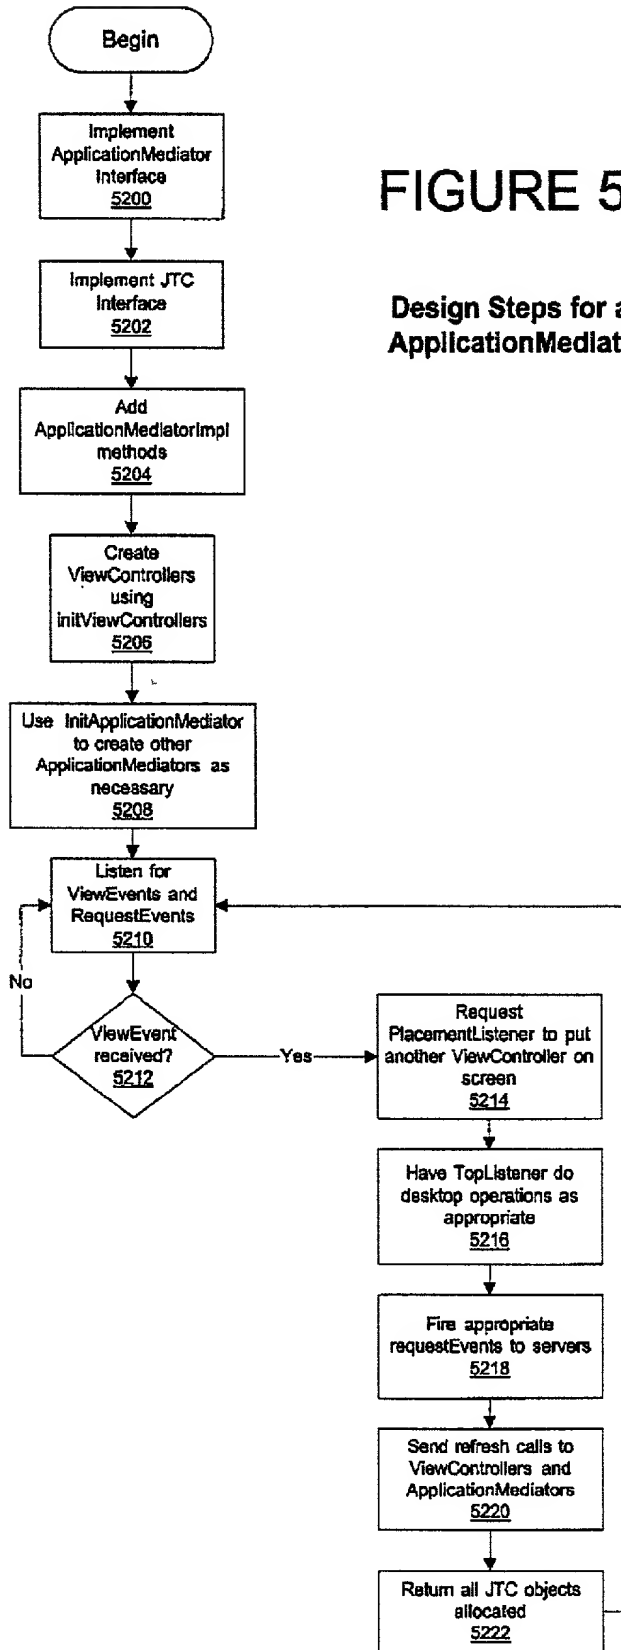 Begin
Implement
ApplicationMediator
Interface
5200
FIGURE 5
Implement JTC
Interface
5202
Design Steps for
ApplicationMediat
Add
ApplicationMediatorImpl
methods
5204
Create
ViewControllers
using
initViewControllers
5206
Use InitApplicationMediator
to create other
ApplicationMediators as
necessary
5208
Listen for
ViewEvents and
RequestEvents
5210
No
ViewEvent
received?
5212
Yes
Request
PlacementListener to put
another ViewController on
screen
5214
Have TopListener do
desktop operations as
appropriate
5216
Fire appropriate
requestEvents to servers
5218
Send refresh calls to
ViewControllers and
ApplicationMediators
5220
Return all JTC objects
allocated
5222